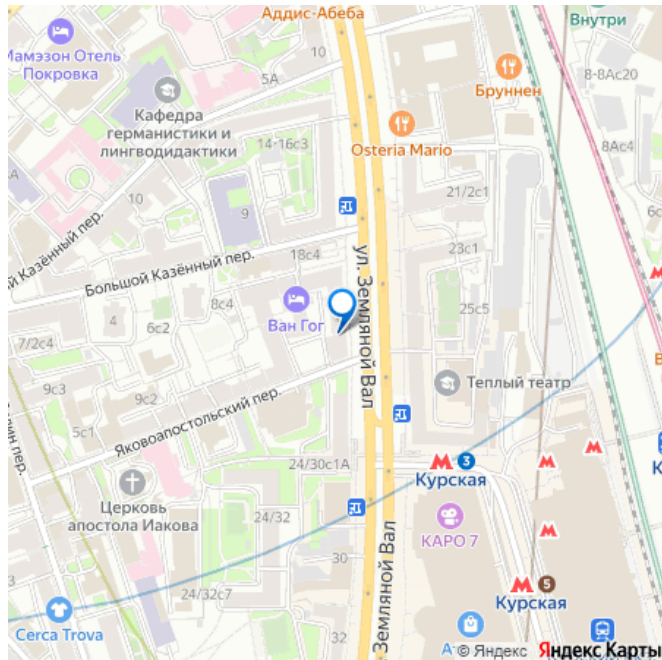 Аддис-Абеба
Внутри
10
Мамэзон Отель
Покровка
5А
8-8Ас20
Бруннен
Кафедра
германистики и
лингводидактики
14-16с3
8Ас4
Osteria Mario
21/2с1
9
ул. Земляной Вал
й Казённый пер.
Большой Казённый пер.
18с4
23с1
8с4
Ван Гог
25с5
4
6с2
7/2с4
Теплый театр
9с3
9с2
Яковоапостольский пер.
5с1
лин пер.
24/30с1А
3
Курская
Церковь
апостола Иакова
24/32
КАРО 7
30
Земляной Вал
24/32с7
5
Курская
Cerca Trova
32
© Яндекс Яндекс Карты